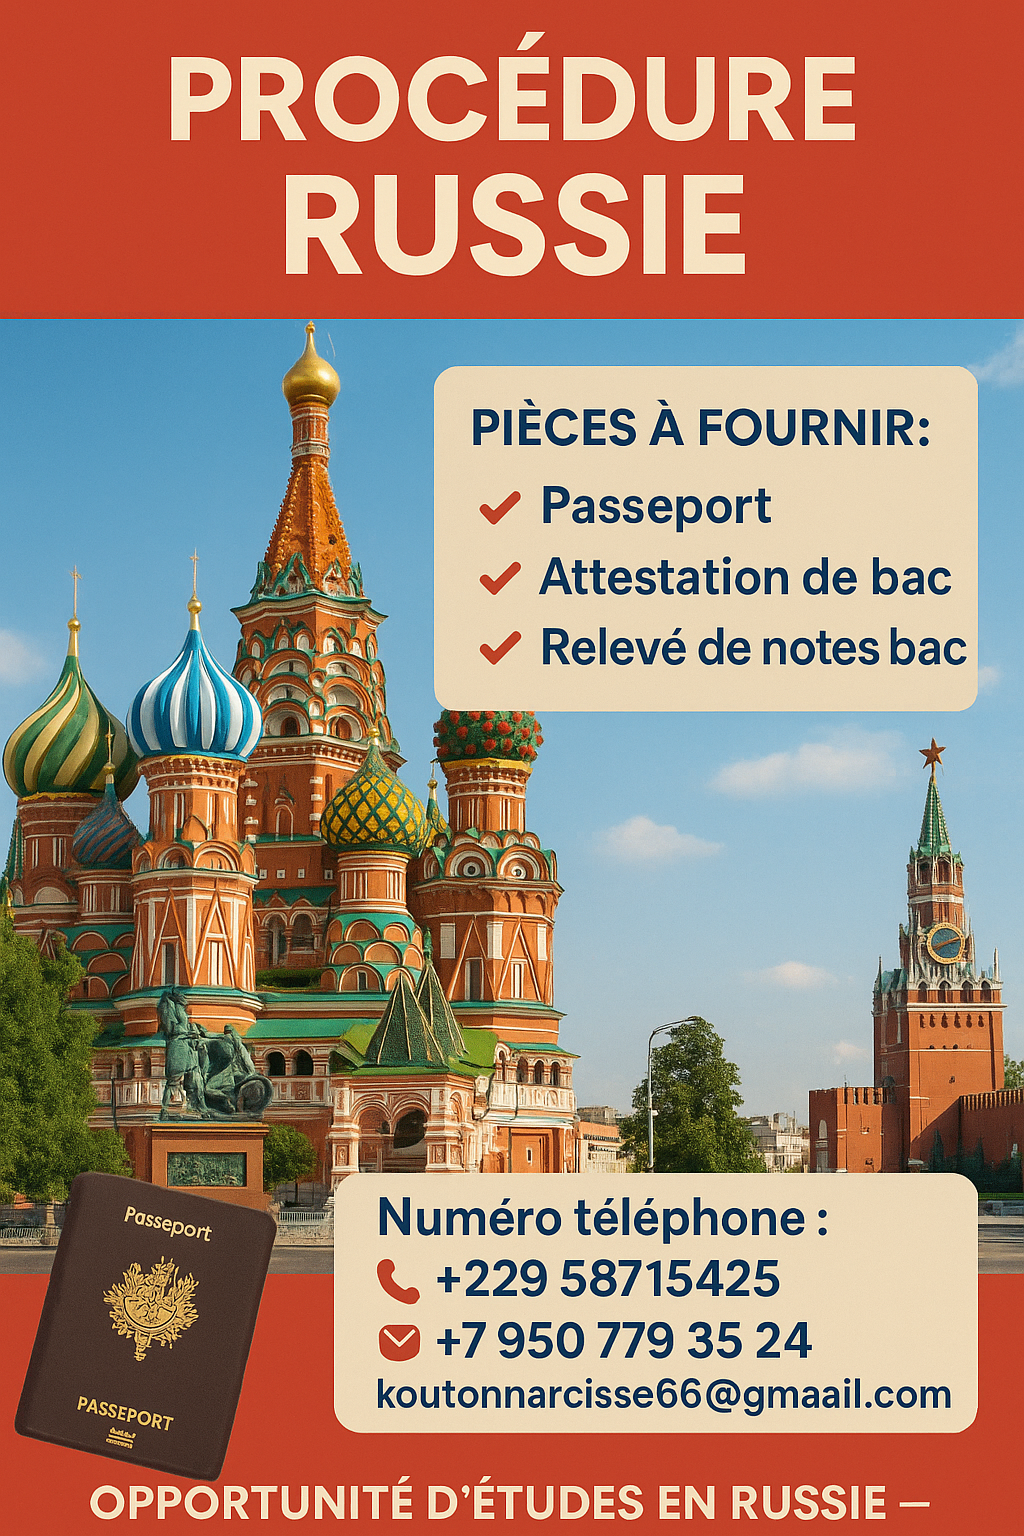 PROCÉDURE
RUSSIE
PIÈCES À FOURNIR:
Passeport
Attestation de bac
Relevé de notes bac
Numéro téléphone :
+229 58715425
+7 950 779 35 24
koutonnarcisse66@gmaail.com
Passeport
PASSEPORT
OPPORTUNITÉ D'ÉTUDES EN RUSSIE —